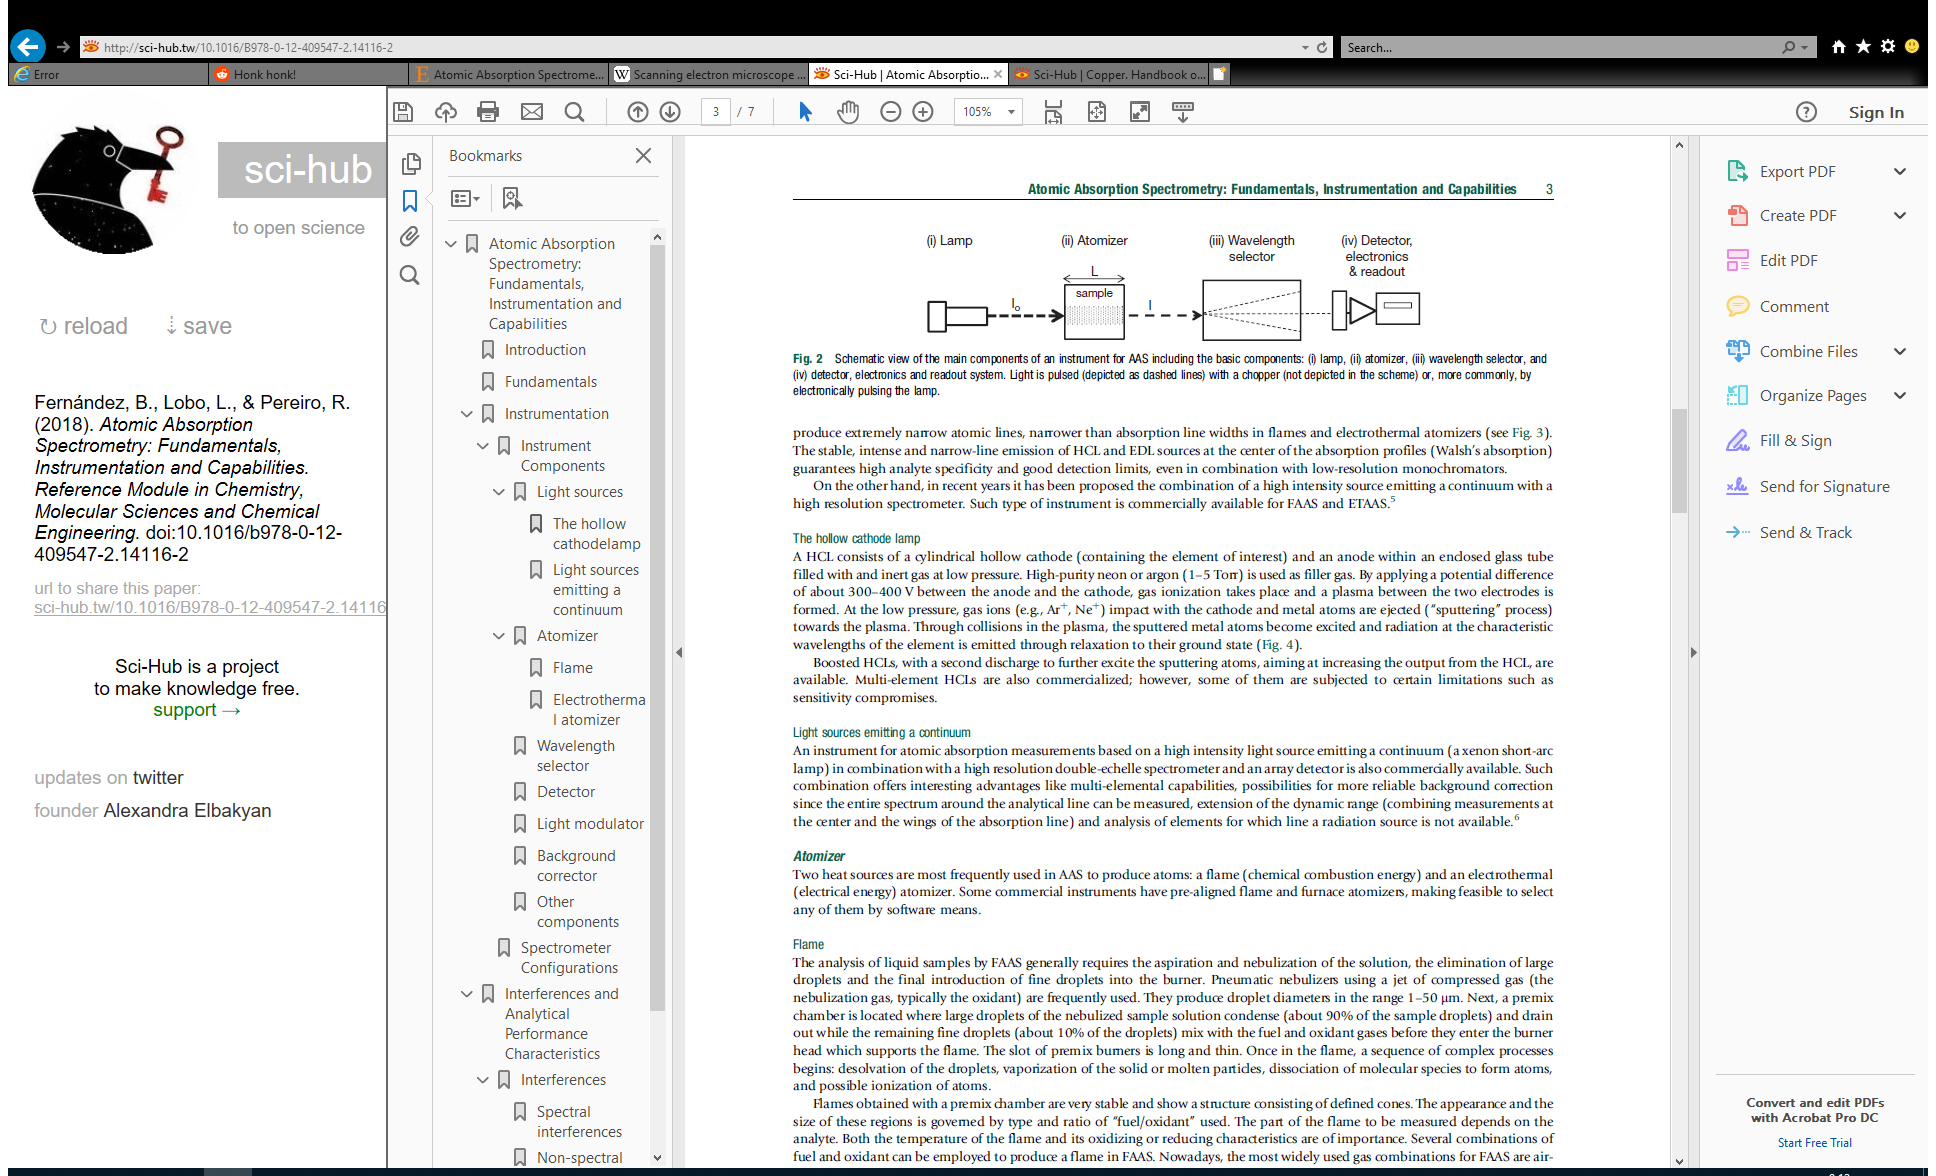 http://sci-hub.tw/10.1016/B978-0-12-409547-2.14116-2
Search...
Error
Honk honk!
Atomic Absorption Spectrome...
Scanning electron microscope ...
Sci-Hub | Atomic Absorptio...
Sci-Hub | Copper. Handbook o...
3 / 7
105%
Sign In
sci-hub
to open science
↻ reload
⇣ save
Fernández, B., Lobo, L., & Pereiro, R.
(2018). Atomic Absorption
Spectrometry: Fundamentals,
Instrumentation and Capabilities.
Reference Module in Chemistry,
Molecular Sciences and Chemical
Engineering. doi:10.1016/b978-0-12-
409547-2.14116-2
url to share this paper:
sci-hub.tw/10.1016/B978-0-12-409547-2.14116
Sci-Hub is a project
to make knowledge free.
support →
updates on twitter
founder Alexandra Elbakyan
Bookmarks
Atomic Absorption
Spectrometry:
Fundamentals,
Instrumentation and
Capabilities
Introduction
Fundamentals
Instrumentation
Instrument
Components
Light sources
The hollow
cathodelamp
Light sources
emitting a
continuum
Atomizer
Flame
Electrotherma
l atomizer
Wavelength
selector
Detector
Light modulator
Background
corrector
Other
components
Spectrometer
Configurations
Interferences and
Analytical
Performance
Characteristics
Interferences
Spectral
interferences
Non-spectral
Atomic Absorption Spectrometry: Fundamentals, Instrumentation and Capabilities 3
(i) Lamp
(ii) Atomizer
(iii) Wavelength
selector
(iv) Detector,
electronics
& readout
L
sample
Io
I
Fig. 2 Schematic view of the main components of an instrument for AAS including the basic components: (i) lamp, (ii) atomizer, (iii) wavelength selector, and
(iv) detector, electronics and readout system. Light is pulsed (depicted as dashed lines) with a chopper (not depicted in the scheme) or, more commonly, by
electronically pulsing the lamp.
produce extremely narrow atomic lines, narrower than absorption line widths in flames and electrothermal atomizers (see Fig. 3).
The stable, intense and narrow-line emission of HCL and EDL sources at the center of the absorption profiles (Walsh's absorption)
guarantees high analyte specificity and good detection limits, even in combination with low-resolution monochromators.
On the other hand, in recent years it has been proposed the combination of a high intensity source emitting a continuum with a
high resolution spectrometer. Such type of instrument is commercially available for FAAS and ETAAS.5
The hollow cathode lamp
A HCL consists of a cylindrical hollow cathode (containing the element of interest) and an anode within an enclosed glass tube
filled with and inert gas at low pressure. High-purity neon or argon (1–5 Torr) is used as filler gas. By applying a potential difference
of about 300–400 V between the anode and the cathode, gas ionization takes place and a plasma between the two electrodes is
formed. At the low pressure, gas ions (e.g., Ar+, Ne+) impact with the cathode and metal atoms are ejected ("sputtering" process)
towards the plasma. Through collisions in the plasma, the sputtered metal atoms become excited and radiation at the characteristic
wavelengths of the element is emitted through relaxation to their ground state (Fig. 4).
Boosted HCLs, with a second discharge to further excite the sputtering atoms, aiming at increasing the output from the HCL, are
available. Multi-element HCLs are also commercialized; however, some of them are subjected to certain limitations such as
sensitivity compromises.
Light sources emitting a continuum
An instrument for atomic absorption measurements based on a high intensity light source emitting a continuum (a xenon short-arc
lamp) in combination with a high resolution double-echelle spectrometer and an array detector is also commercially available. Such
combination offers interesting advantages like multi-elemental capabilities, possibilities for more reliable background correction
since the entire spectrum around the analytical line can be measured, extension of the dynamic range (combining measurements at
the center and the wings of the absorption line) and analysis of elements for which line a radiation source is not available.6
Atomizer
Two heat sources are most frequently used in AAS to produce atoms: a flame (chemical combustion energy) and an electrothermal
(electrical energy) atomizer. Some commercial instruments have pre-aligned flame and furnace atomizers, making feasible to select
any of them by software means.
Flame
The analysis of liquid samples by FAAS generally requires the aspiration and nebulization of the solution, the elimination of large
droplets and the final introduction of fine droplets into the burner. Pneumatic nebulizers using a jet of compressed gas (the
nebulization gas, typically the oxidant) are frequently used. They produce droplet diameters in the range 1–50 μm. Next, a premix
chamber is located where large droplets of the nebulized sample solution condense (about 90% of the sample droplets) and drain
out while the remaining fine droplets (about 10% of the droplets) mix with the fuel and oxidant gases before they enter the burner
head which supports the flame. The slot of premix burners is long and thin. Once in the flame, a sequence of complex processes
begins: desolvation of the droplets, vaporization of the solid or molten particles, dissociation of molecular species to form atoms,
and possible ionization of atoms.
Flames obtained with a premix chamber are very stable and show a structure consisting of defined cones. The appearance and the
size of these regions is governed by type and ratio of "fuel/oxidant" used. The part of the flame to be measured depends on the
analyte. Both the temperature of the flame and its oxidizing or reducing characteristics are of importance. Several combinations of
fuel and oxidant can be employed to produce a flame in FAAS. Nowadays, the most widely used gas combinations for FAAS are air-
Export PDF
Create PDF
Edit PDF
Comment
Combine Files
Organize Pages
Fill & Sign
Send for Signature
Send & Track
Convert and edit PDFs
with Acrobat Pro DC
Start Free Trial